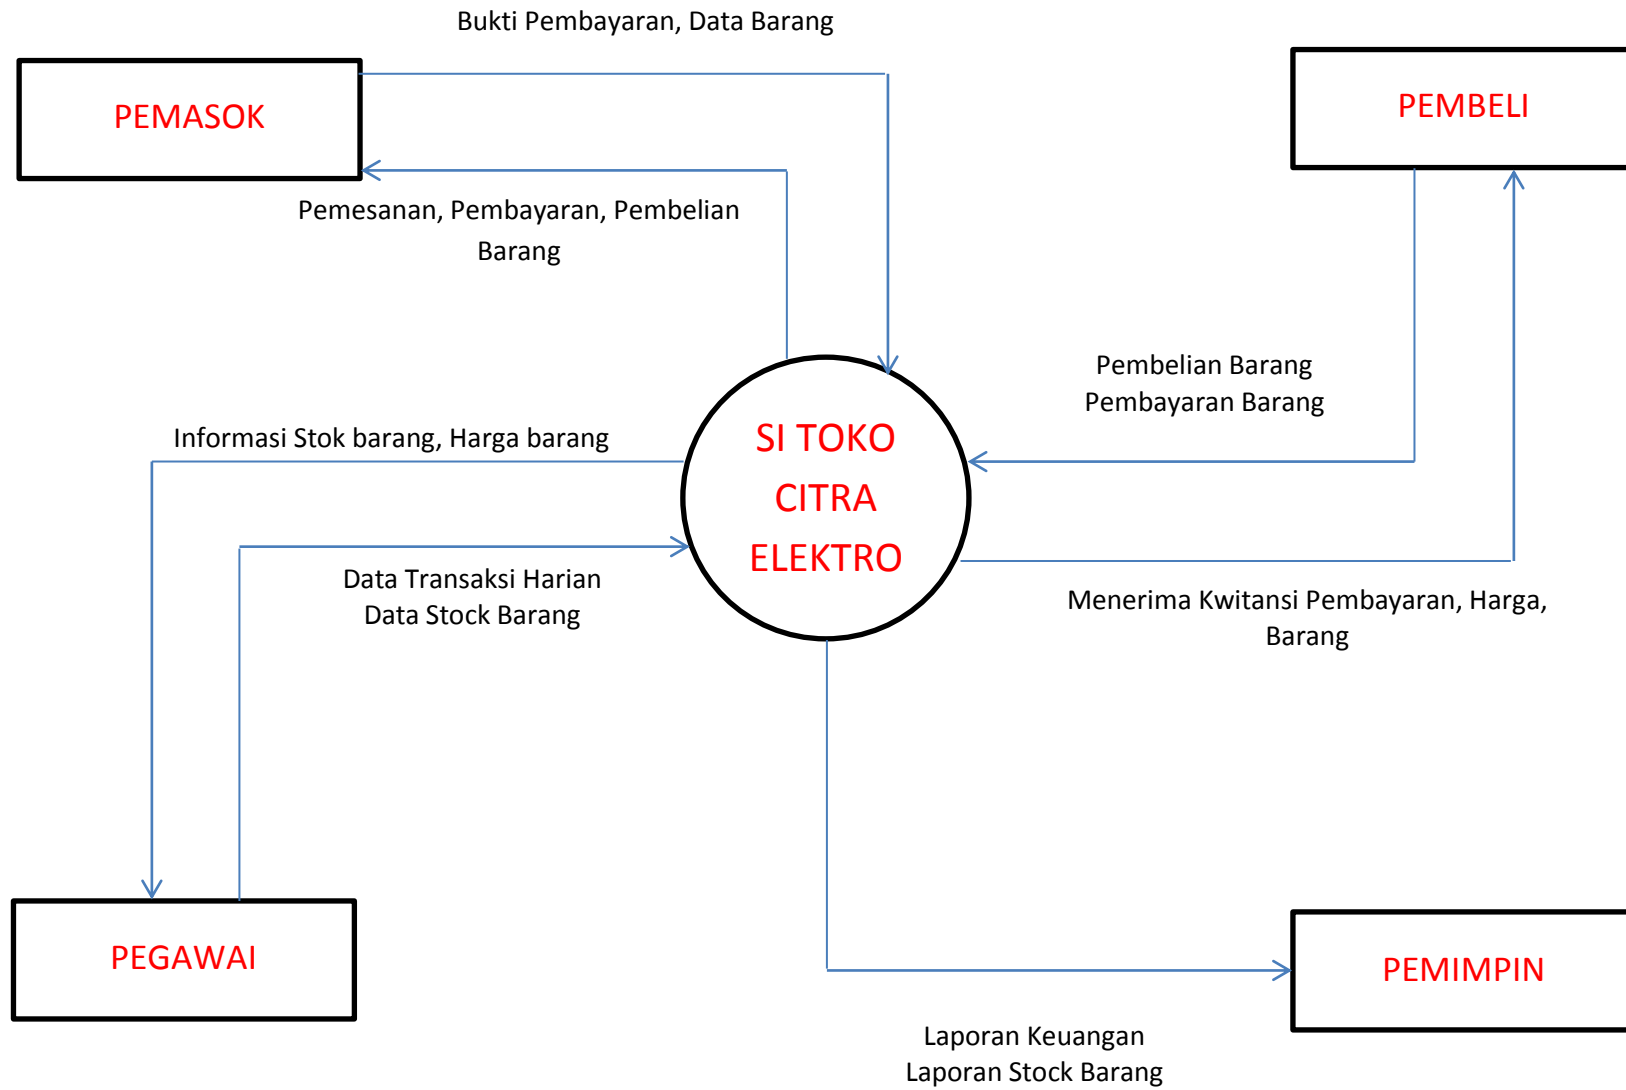 Bukti Pembayaran, Data Barang
PEMASOK
PEMBELI
Pemesanan, Pembayaran, Pembelian
Barang
Pembelian Barang
Pembayaran Barang
Informasi Stok barang, Harga barang
SI TOKO
CITRA
ELEKTRO
Data Transaksi Harian
Data Stock Barang
Menerima Kwitansi Pembayaran, Harga,
Barang
PEGAWAI
PEMIMPIN
Laporan Keuangan
Laporan Stock Barang